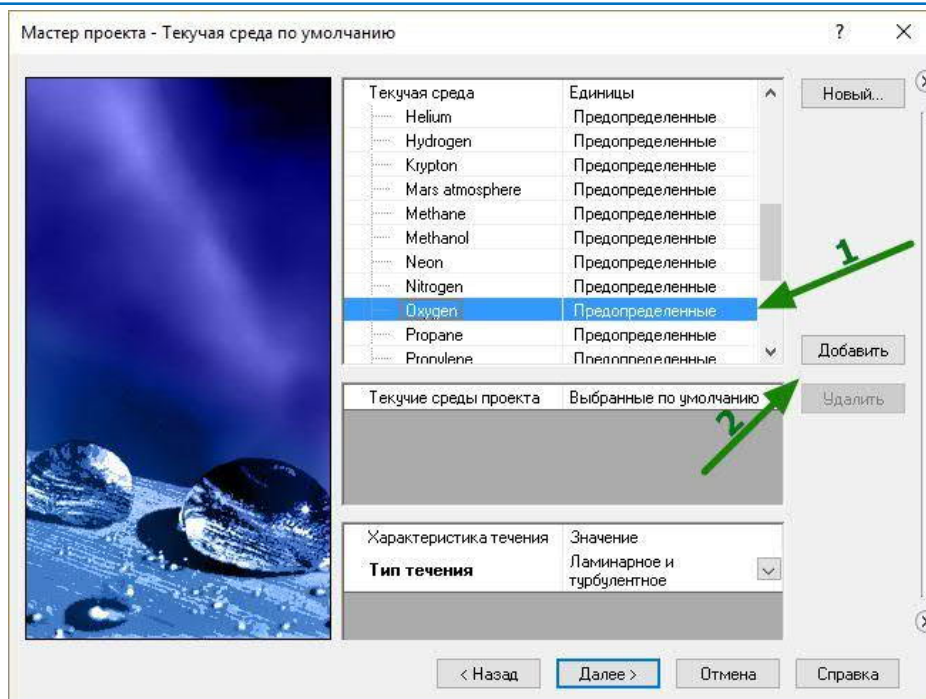 Мастер проекта - Текучая среда по умолчанию
?
Текучая среда Единицы
Helium Предопределенные
Hydrogen Предопределенные
Krypton Предопределенные
Mars atmosphere Предопределенные
Methane Предопределенные
Methanol Предопределенные
Neon Предопределенные
Nitrogen Предопределенные
Oxygen Предопределенные
Propane Предопределенные
Propylene Предопределенные
Новый...
1
Добавить
Текучие среды проекта Выбранные по умолчанию
Удалить
2
Характеристика течения Значение
Тип течения Ламинарное и
турбулентное
< Назад Далее > Отмена Справка